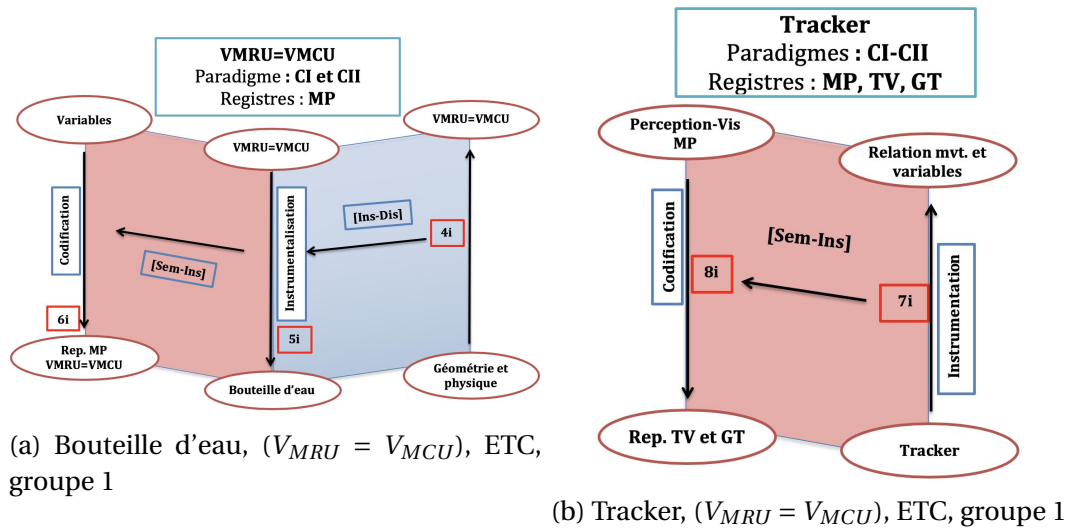 VMRU=VMCU
Paradigme : CI et CII
Registres : MP
Variables
VMRU=VMCU
VMRU=VMCU
Codification
[Sem-Ins]
Instrumentalisation
[Ins-Dis]
4i
6i
5i
Rep. MP
VMRU=VMCU
Bouteille d'eau
Géométrie et
physique
(a) Bouteille d'eau, (V_MRU = V_MCU), ETC,
groupe 1
Tracker
Paradigmes : CI-CII
Registres : MP, TV, GT
Perception-Vis
MP
Relation mvt. et
variables
Codification
[Sem-Ins]
8i
7i
Instrumentation
Rep. TV et GT
Tracker
(b) Tracker, (V_MRU = V_MCU), ETC, groupe 1